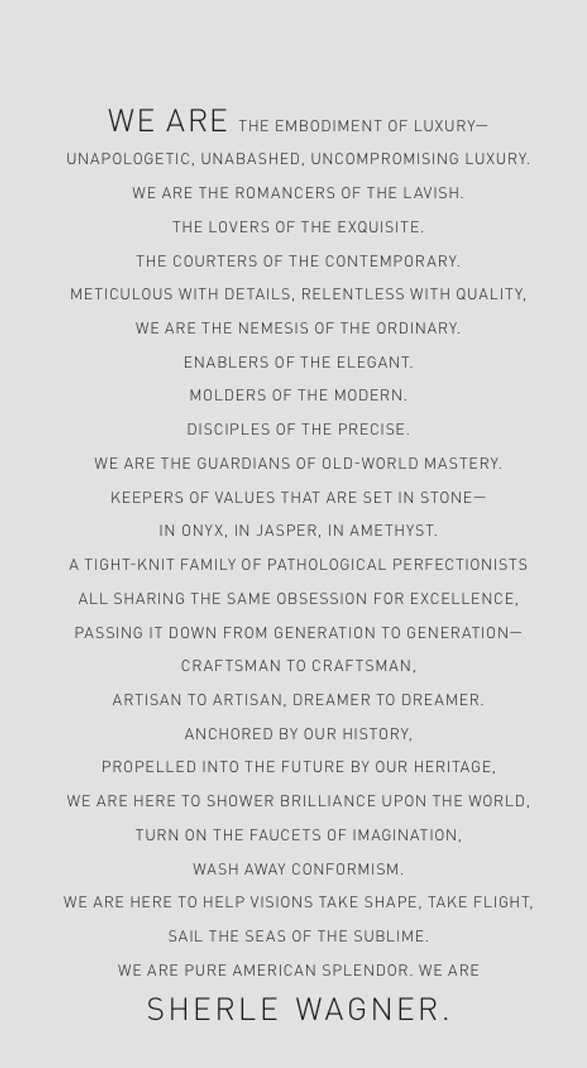 WE ARE THE EMBODIMENT OF LUXURY—
UNAPOLOGETIC, UNABASHED, UNCOMPROMISING LUXURY.
WE ARE THE ROMANCERS OF THE LAVISH.
THE LOVERS OF THE EXQUISITE.
THE COURTERS OF THE CONTEMPORARY.
METICULOUS WITH DETAILS, RELENTLESS WITH QUALITY,
WE ARE THE NEMESIS OF THE ORDINARY.
ENABLERS OF THE ELEGANT.
MOLDERS OF THE MODERN.
DISCIPLES OF THE PRECISE.
WE ARE THE GUARDIANS OF OLD-WORLD MASTERY.
KEEPERS OF VALUES THAT ARE SET IN STONE—
IN ONYX, IN JASPER, IN AMETHYST.
A TIGHT-KNIT FAMILY OF PATHOLOGICAL PERFECTIONISTS
ALL SHARING THE SAME OBSESSION FOR EXCELLENCE,
PASSING IT DOWN FROM GENERATION TO GENERATION—
CRAFTSMAN TO CRAFTSMAN,
ARTISAN TO ARTISAN, DREAMER TO DREAMER.
ANCHORED BY OUR HISTORY,
PROPELLED INTO THE FUTURE BY OUR HERITAGE,
WE ARE HERE TO SHOWER BRILLIANCE UPON THE WORLD,
TURN ON THE FAUCETS OF IMAGINATION,
WASH AWAY CONFORMISM.
WE ARE HERE TO HELP VISIONS TAKE SHAPE, TAKE FLIGHT,
SAIL THE SEAS OF THE SUBLIME.
WE ARE PURE AMERICAN SPLENDOR. WE ARE
SHERLE WAGNER.